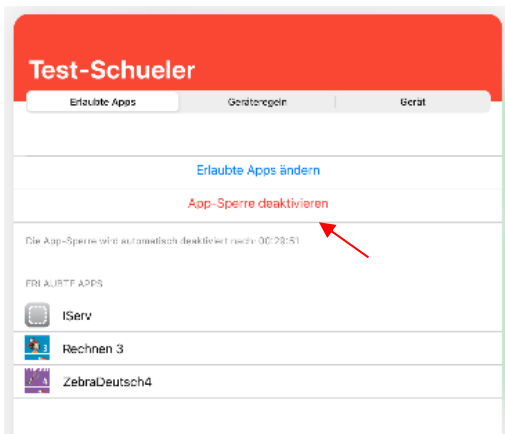 Test-Schueler
Erlaubte Apps
Geräteregeln
Gerät
Erlaubte Apps ändern
App-Sperre deaktivieren
Die App-Sperre wird automatisch deaktiviert nach: 00:29:51
ERLAUBTE APPS
IServ
Rechnen 3
ZebraDeutsch4